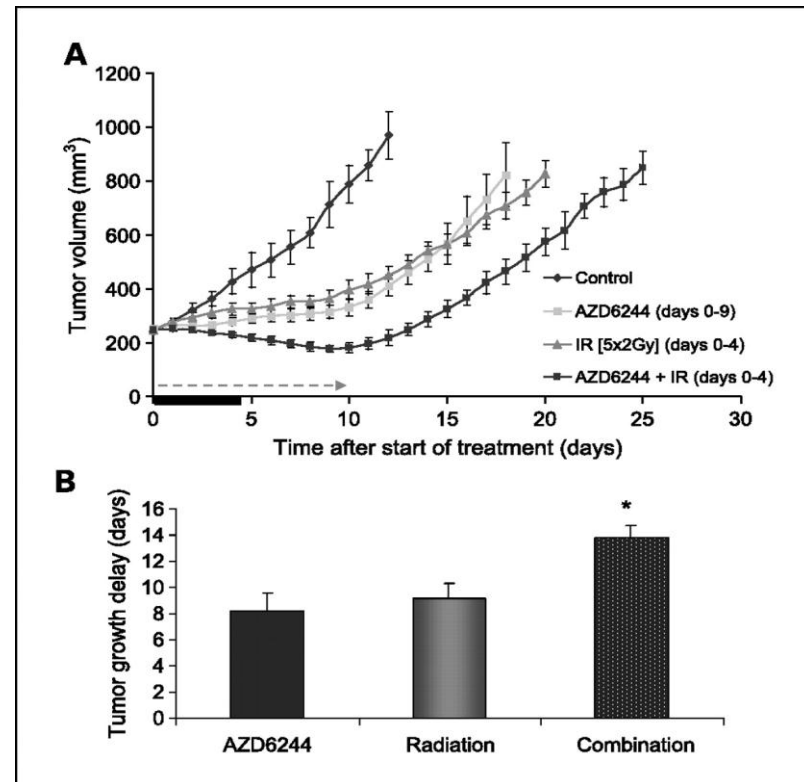 A
1200
1000
800
600
400
200
0
Tumor volume (mm³)
Control
AZD6244 (days 0-9)
IR [5x2Gy] (days 0-4)
AZD6244 + IR (days 0-4)
0 5 10 15 20 25 30
Time after start of treatment (days)
B
16
14
12
10
8
6
4
2
0
Tumor growth delay (days)
*
AZD6244 Radiation Combination